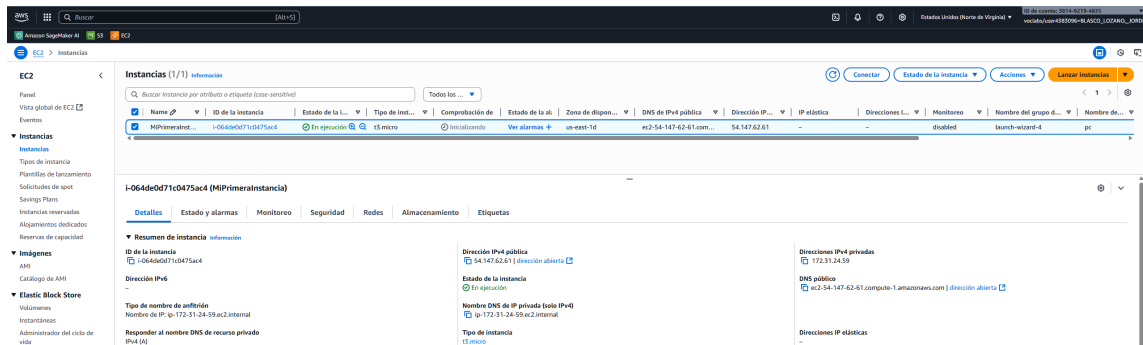 aws
Buscar
[Alt+S]
Estados Unidos (Norte de Virginia)
ID de cuenta: 3814-9219-4835
voclabs/user4383096=BLASCO_LOZANO,_JORD
Amazon SageMaker AI
S3
EC2
EC2 > Instancias
EC2
Panel
Vista global de EC2
Eventos
Instancias
Instancias
Tipos de instancia
Plantillas de lanzamiento
Solicitudes de spot
Savings Plans
Instancias reservadas
Alojamientos dedicados
Reservas de capacidad
Imágenes
AMI
Catálogo de AMI
Elastic Block Store
Volúmenes
Instantáneas
Administrador del ciclo de
vida
Instancias (1/1) Información
Conectar
Estado de la instancia
Acciones
Lanzar instancias
Buscar Instancia por atributo o etiqueta (case-sensitive)
Todos los ...
1
Name ID de la instancia Estado de la i... Tipo de inst... Comprobación de Estado de la al. Zona de dispon... DNS de IPv4 pública Dirección IP... IP elástica Direcciones I... Monitoreo Nombre del grupo d... Nombre de...
MiPrimeraInst... i-064de0d71c0475ac4 En ejecución t3.micro Inicializando Ver alarmas + us-east-1d ec2-54-147-62-61.com... 54.147.62.61 – – disabled launch-wizard-4 pc
i-064de0d71c0475ac4 (MiPrimeraInstancia)
Detalles Estado y alarmas Monitoreo Seguridad Redes Almacenamiento Etiquetas
Resumen de instancia Información
ID de la instancia
i-064de0d71c0475ac4
Dirección IPv4 pública
54.147.62.61 | dirección abierta
Direcciones IPv4 privadas
172.31.24.59
Dirección IPv6
–
Estado de la instancia
En ejecución
DNS público
ec2-54-147-62-61.compute-1.amazonaws.com | dirección abierta
Tipo de nombre de anfitrión
Nombre de IP: ip-172-31-24-59.ec2.internal
Nombre DNS de IP privada (solo IPv4)
ip-172-31-24-59.ec2.internal
Responder al nombre DNS de recurso privado
IPv4 (A)
Tipo de instancia
t3.micro
Direcciones IP elásticas
–